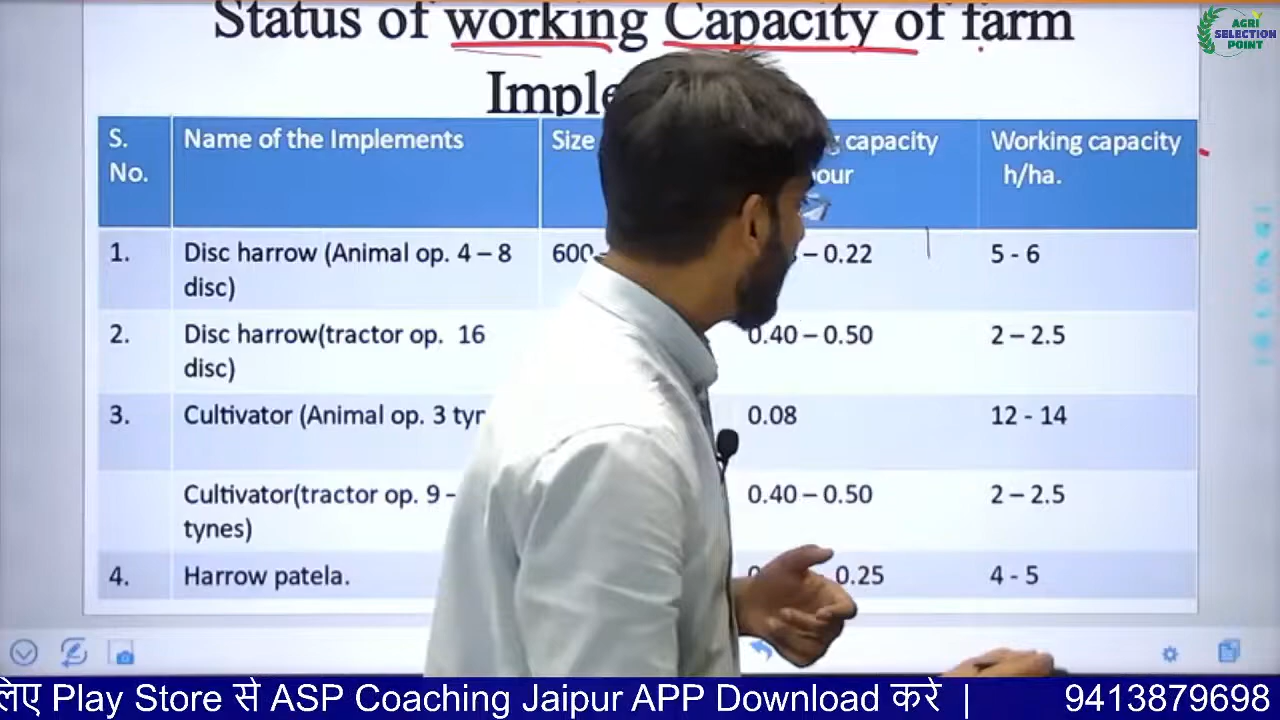 Status of working Capacity of farm
AGRI
SELECTION
POINT
S.
No.
Name of the Implements
Size
capacity
Working capacity
h/ha.
1.
Disc harrow (Animal op. 4 – 8
disc)
600
– 0.22
5 - 6
2.
Disc harrow(tractor op. 16
disc)
0.40 – 0.50
2 – 2.5
3.
Cultivator (Animal op. 3
0.08
12 - 14
Cultivator(tractor op. 9 -
tynes)
0.40 – 0.50
2 – 2.5
4.
Harrow patela.
0.25
4 - 5
लिए Play Store से ASP Coaching Jaipur APP Download करे |
9413879698